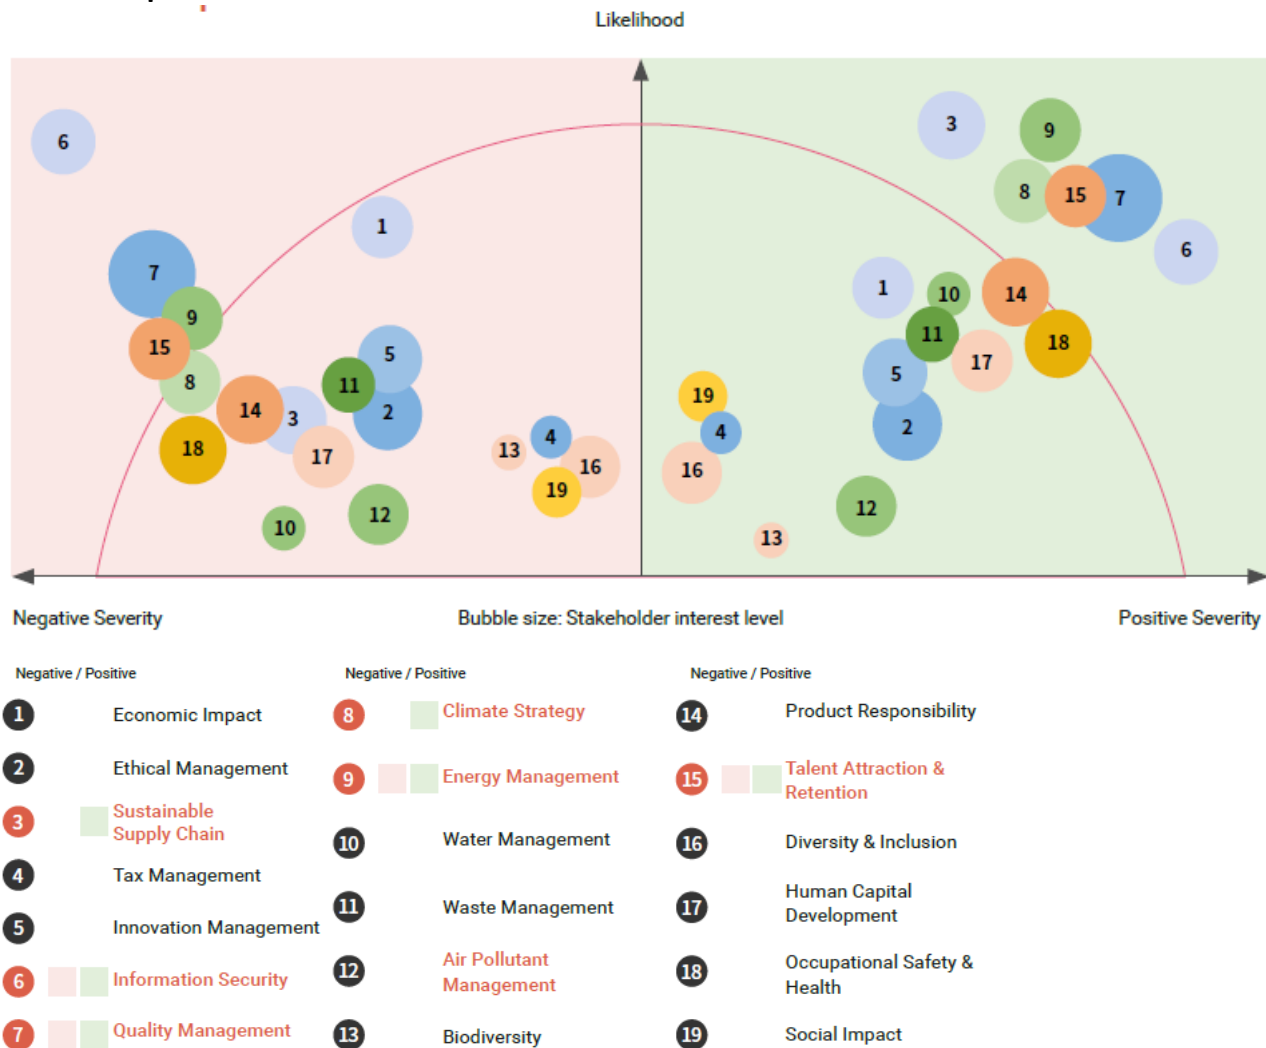 Likelihood
6
3
9
8
15
7
1
6
7
1
10
14
9
11
15
5
18
17
8
5
11
19
14
3
2
4
2
18
17
13
4
16
16
19
12
12
10
13
Negative Severity
Bubble size: Stakeholder interest level
Positive Severity
Negative / Positive
1 Economic Impact
2 Ethical Management
3 Sustainable
Supply Chain
4 Tax Management
5 Innovation Management
6 Information Security
7 Quality Management
Negative / Positive
8 Climate Strategy
9 Energy Management
10 Water Management
11 Waste Management
12 Air Pollutant
Management
13 Biodiversity
Negative / Positive
14 Product Responsibility
15 Talent Attraction &
Retention
16 Diversity & Inclusion
17 Human Capital
Development
18 Occupational Safety &
Health
19 Social Impact